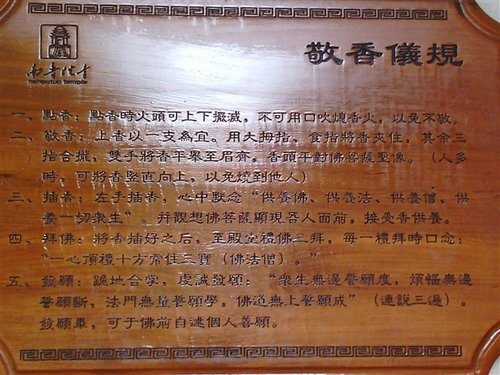 敬香儀規
南普陀寺
nanputuo temple
一、點香：點香時火頭可上下擺滅，不可用口吹燒香火，以免不敬。
二、敬香：上香以一支為宜。用大拇指，食指將香夾住，其余三
指合攏，雙手將香平舉至眉齊，香頭平對佛菩薩聖像。（人多
時，可將香堅直向上，以免燒到他人）
三、插香：左手插香，心中默念“供養佛、供養法、供養僧、供
養一切衆生”。幷觀想佛菩薩顯現吾人面前，接受香供養。
四、拜佛：將香插好之后，至殿堂禮佛三拜，每一禮拜時口念：
“一心頂禮十方常住三寶（佛法僧）。”
五、發願：跪地合掌，虔誠發願：“衆生無邊誓願度，煩惱無邊
誓願斷，法門無量誓願學，佛道無上誓願成”（連說三遍）。
發願畢，可于佛前自述個人善願。